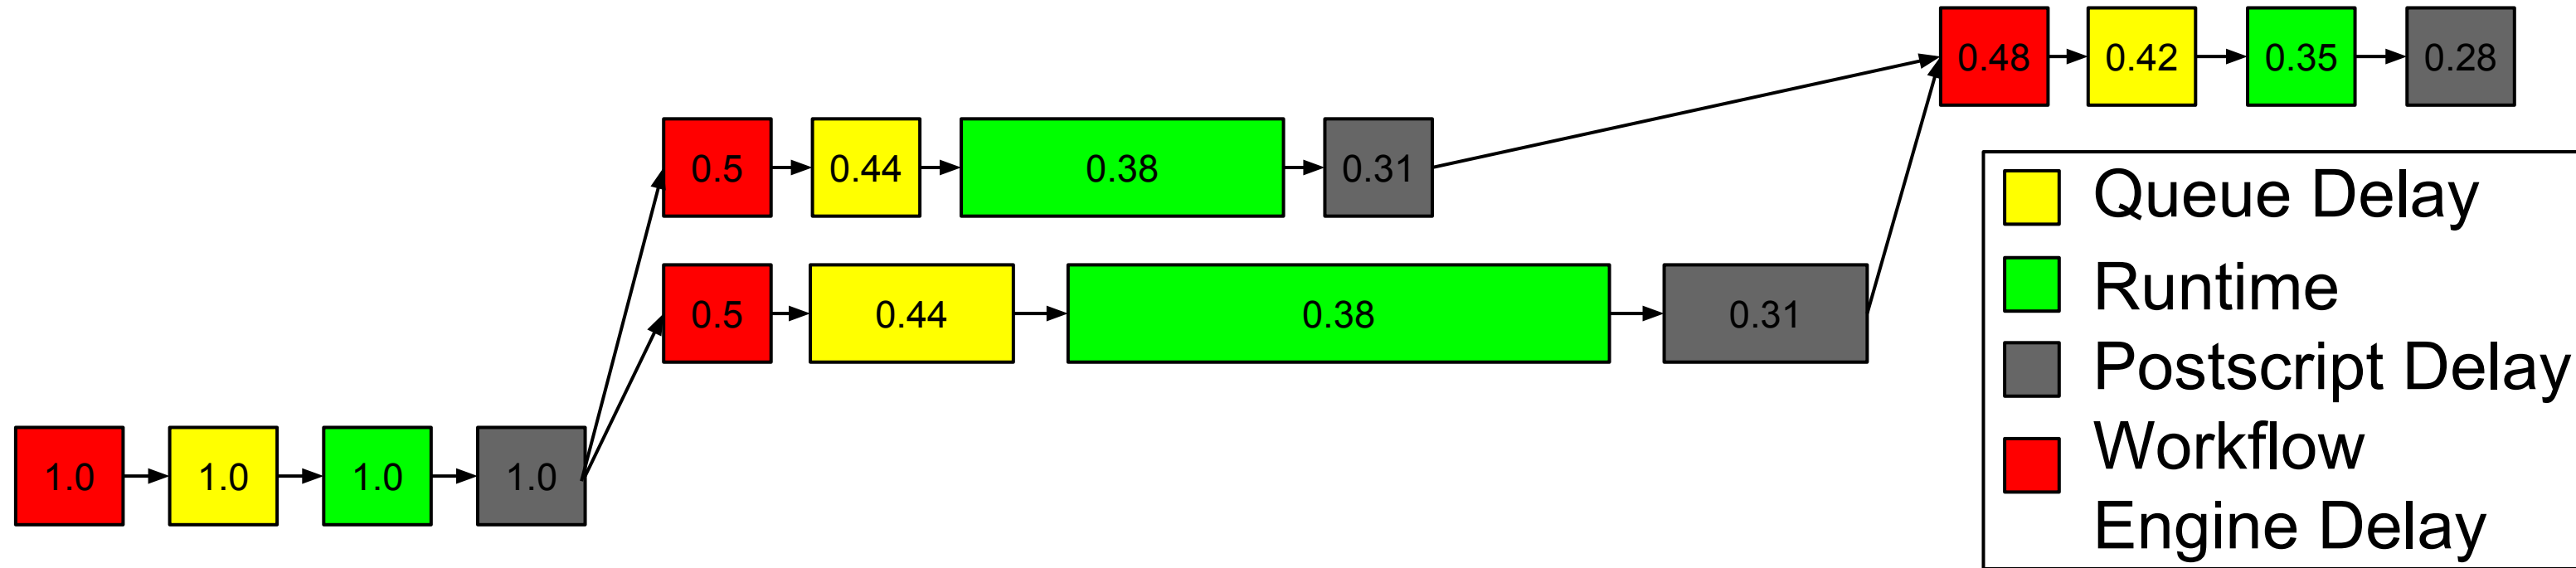 0.48 0.42 0.35 0.28
0.5 0.44 0.38 0.31
0.5 0.44 0.38 0.31
1.0 1.0 1.0 1.0
Queue Delay
Runtime
Postscript Delay
Workflow
Engine Delay